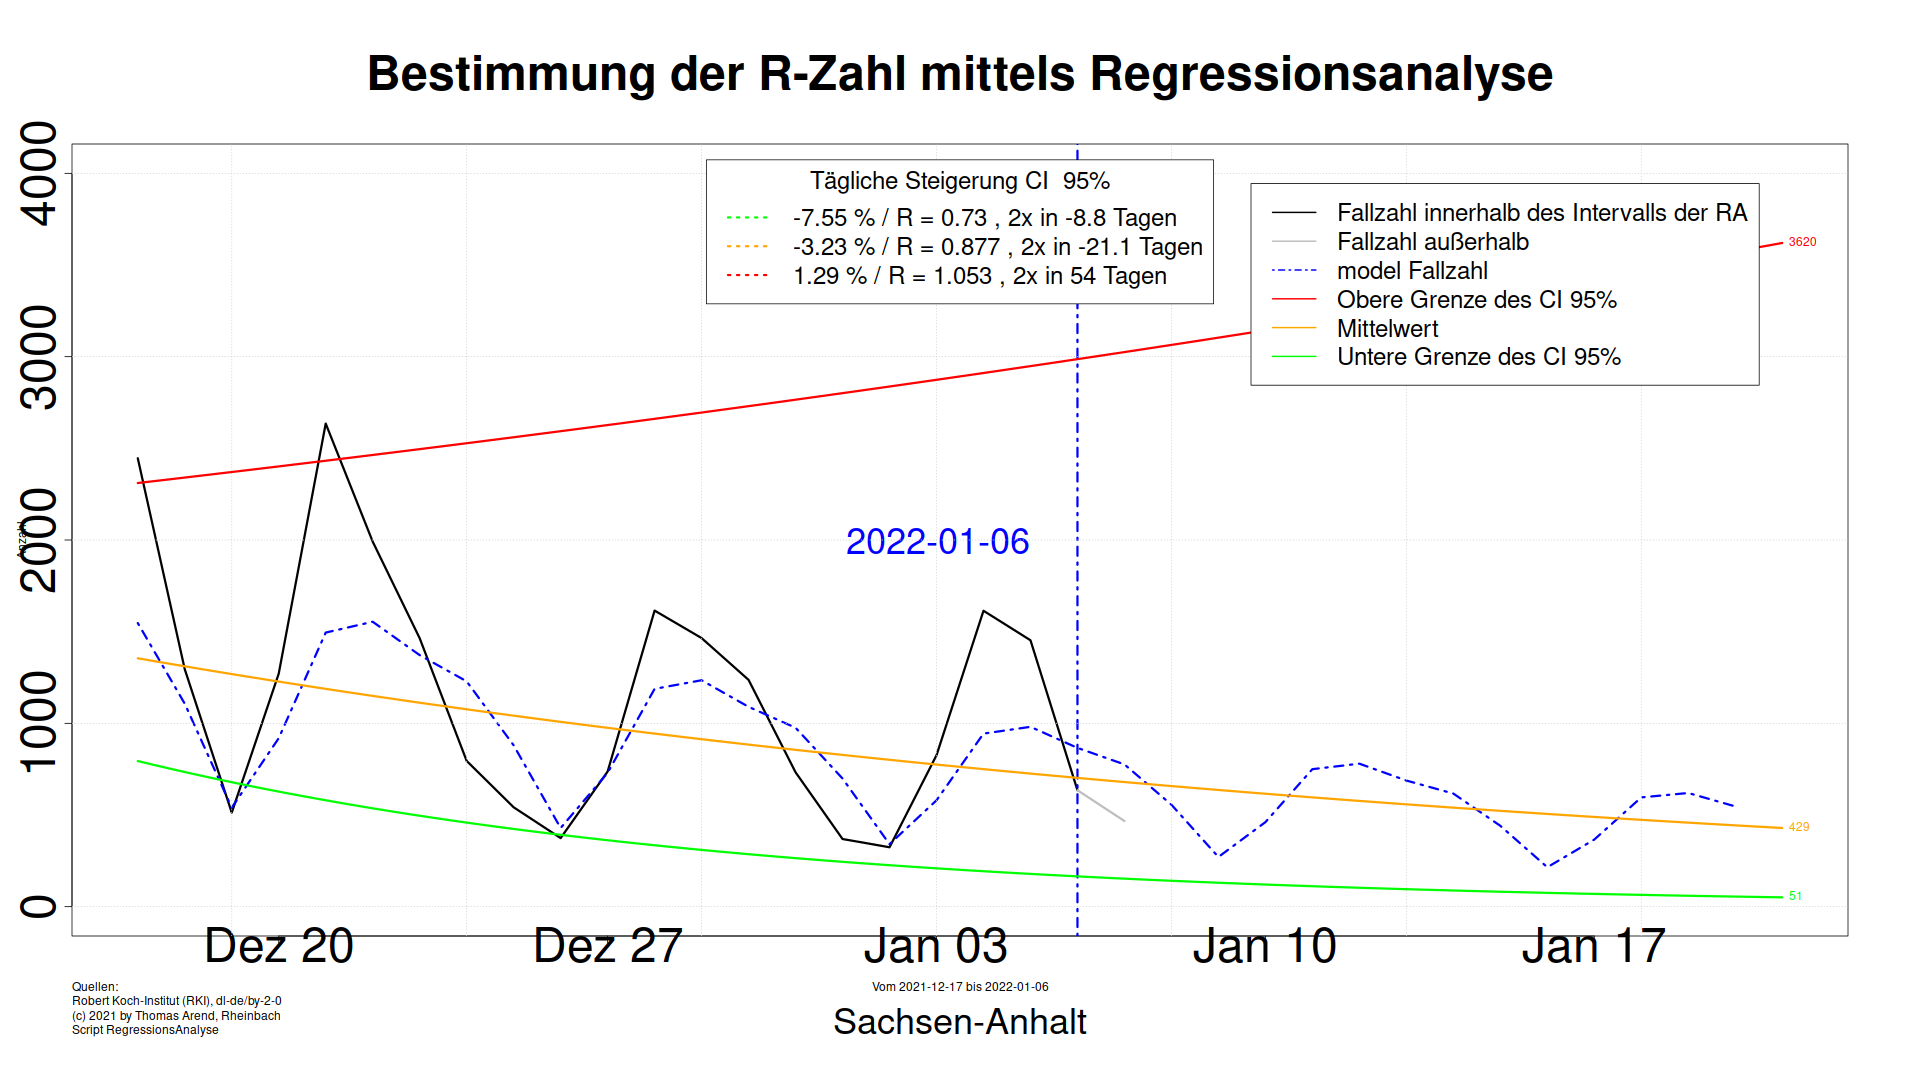 Bestimmung der R-Zahl mittels Regressionsanalyse
4000
3000
2000
1000
0
Anzahl
Tägliche Steigerung CI  95%
-7.55 % / R = 0.73 , 2x in -8.8 Tagen
-3.23 % / R = 0.877 , 2x in -21.1 Tagen
1.29 % / R = 1.053 , 2x in 54 Tagen
Fallzahl innerhalb des Intervalls der RA
Fallzahl außerhalb
model Fallzahl
Obere Grenze des CI 95%
Mittelwert
Untere Grenze des CI 95%
3620
2022-01-06
429
51
Dez 20
Dez 27
Jan 03
Jan 10
Jan 17
Quellen:
Robert Koch-Institut (RKI), dl-de/by-2-0
(c) 2021 by Thomas Arend, Rheinbach
Script RegressionsAnalyse
Vom 2021-12-17 bis 2022-01-06
Sachsen-Anhalt